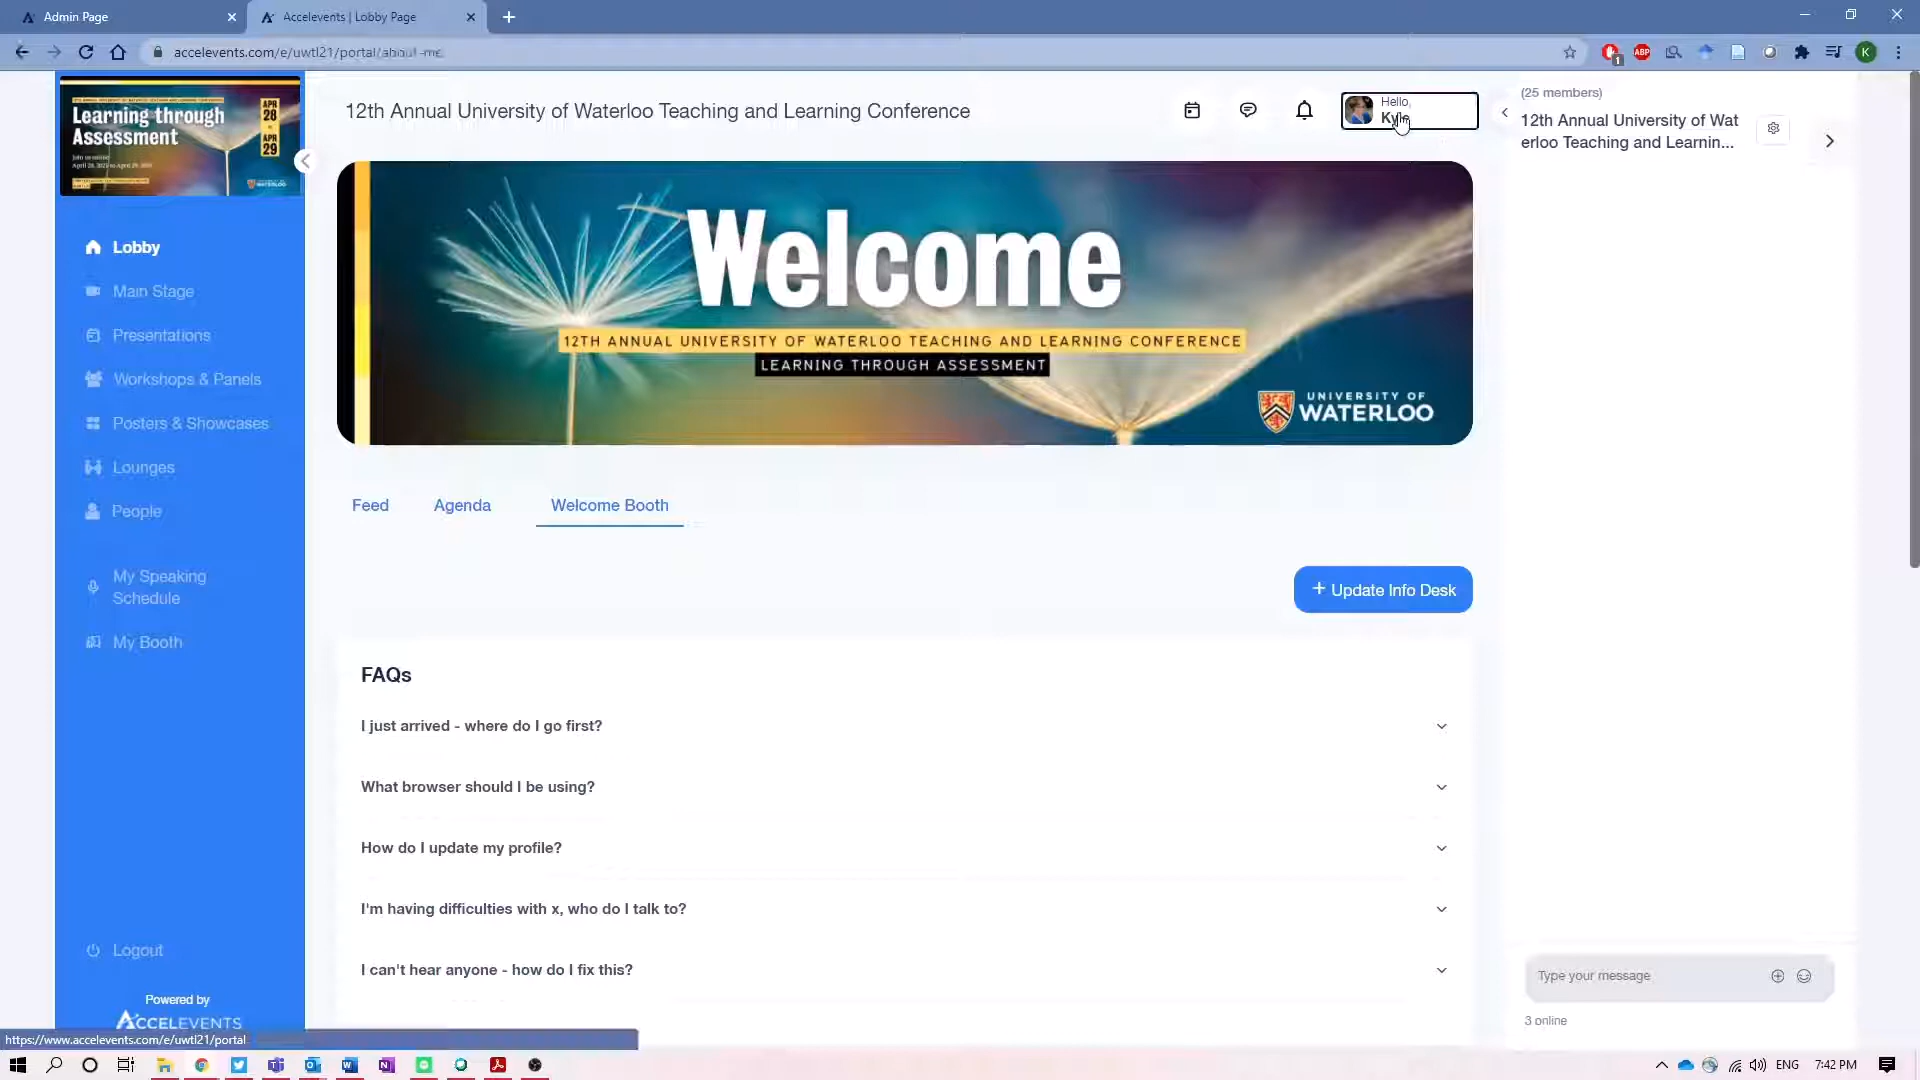 Admin Page
Accelevents | Lobby Page
accelevents.com/e/uwtl21/portal/about-me
ABP
1
K
Learning through
Assessment
APR
28
APR
29
UNIVERSITY OF
WATERLOO
12th Annual University of Waterloo Teaching and Learning Conference
Hello,
Kyle
(25 members)
12th Annual University of Wat
erloo Teaching and Learnin...
Lobby
Main Stage
Presentations
Workshops & Panels
Posters & Showcases
Lounges
People
My Speaking
Schedule
My Booth
Logout
Powered by
ACCELEVENTS
Welcome
12TH ANNUAL UNIVERSITY OF WATERLOO TEACHING AND LEARNING CONFERENCE
LEARNING THROUGH ASSESSMENT
UNIVERSITY OF
WATERLOO
Feed
Agenda
Welcome Booth
+ Update Info Desk
FAQs
I just arrived - where do I go first?
What browser should I be using?
How do I update my profile?
I'm having difficulties with x, who do I talk to?
I can't hear anyone - how do I fix this?
Type your message
3 online
https://www.accelevents.com/e/uwtl21/portal
ENG
7:42 PM